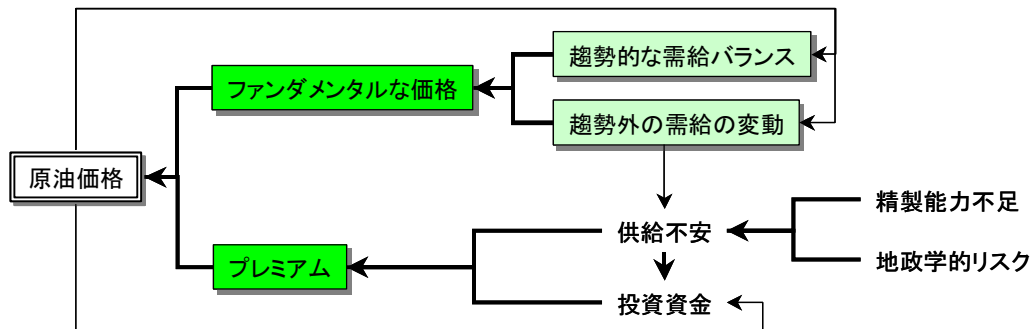 趨勢的な需給バランス
ファンダメンタルな価格
趨勢外の需給の変動
原油価格
精製能力不足
供給不安
地政学的リスク
プレミアム
投資資金